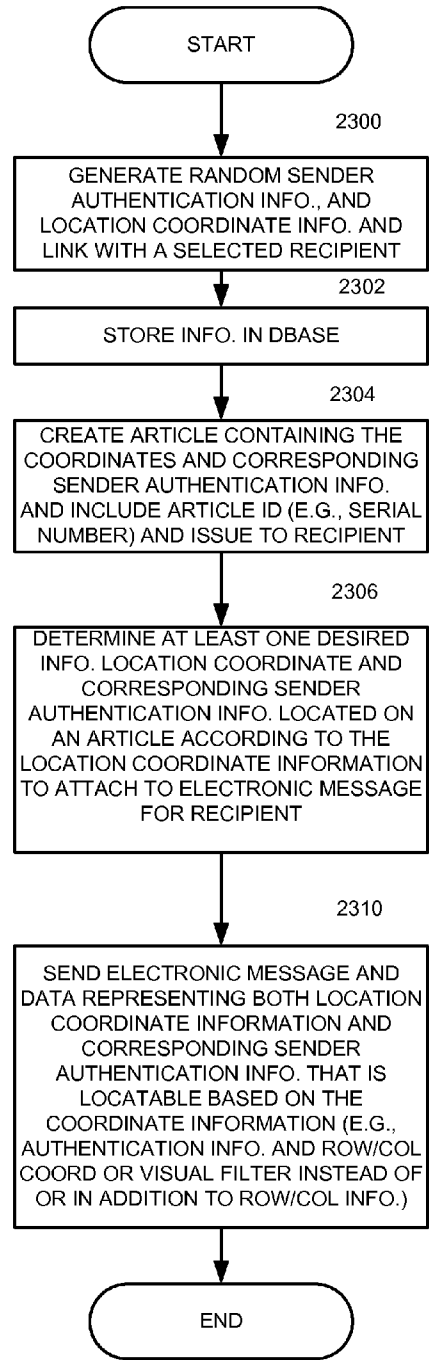 START
2300
GENERATE RANDOM SENDER
AUTHENTICATION INFO., AND
LOCATION COORDINATE INFO. AND
LINK WITH A SELECTED RECIPIENT
2302
STORE INFO. IN DBASE
2304
CREATE ARTICLE CONTAINING THE
COORDINATES AND CORRESPONDING
SENDER AUTHENTICATION INFO.
AND INCLUDE ARTICLE ID (E.G., SERIAL
NUMBER) AND ISSUE TO RECIPIENT
2306
DETERMINE AT LEAST ONE DESIRED
INFO. LOCATION COORDINATE AND
CORRESPONDING SENDER
AUTHENTICATION INFO. LOCATED ON
AN ARTICLE ACCORDING TO THE
LOCATION COORDINATE INFORMATION
TO ATTACH TO ELECTRONIC MESSAGE
FOR RECIPIENT
2310
SEND ELECTRONIC MESSAGE AND
DATA REPRESENTING BOTH LOCATION
COORDINATE INFORMATION AND
CORRESPONDING SENDER
AUTHENTICATION INFO. THAT IS
LOCATABLE BASED ON THE
COORDINATE INFORMATION (E.G.,
AUTHENTICATION INFO. AND ROW/COL
COORD OR VISUAL FILTER INSTEAD OF
OR IN ADDITION TO ROW/COL INFO.)
END